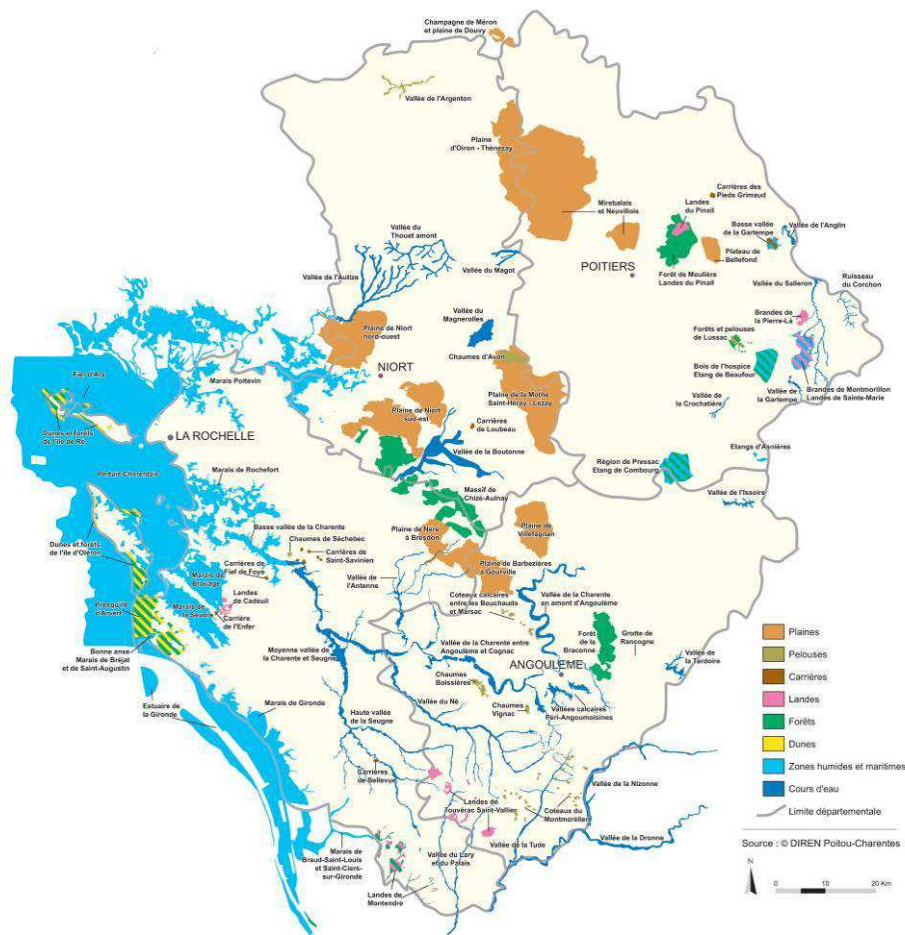 Champagne de Méron
et plaine de Douvy
Vallée de l'Argenton
Plaine
d'Oiron - Thénezay
Carrières des
Pieds Grimaud
Mirebalais
et Neuvillois
Landes
du Pinail
Basse vallée
de la Gartempe
Vallée de l'Anglin
Vallée du
Thouet amont
Plateau de
Bellefond
POITIERS
Vallée de l'Autize
Vallée du Magot
Forêt de Moulière
Landes du Pinail
Vallée du Salleron
Ruisseau
du Corchon
Vallée du
Magnerolles
Brandes de
la Pierre-Là
Plaine de Niort
nord-ouest
Forêts et pelouses
de Lussac
Chaumes d'Avon
Marais Poitevin
NIORT
Bois de l'hospice
Etang de Beaufour
Fier d'Ars
Plaine de la Mothe
Saint-Héray - Lezay
Vallée de
la Gartempe
Brandes de Montmorillon
Landes de Sainte-Marie
Vallée de
la Crochatière
Plaine de Niort
sud-est
Dunes et forêts
de l'île de Ré
LA ROCHELLE
Carrières
de Loubeau
Vallée de la Boutonne
Etangs d'Asnières
Pertuis Charentais
Marais de Rochefort
Région de Pressac
Etang de Combourg
Massif de
Chizé-Aulnay
Vallée de l'Issoire
Basse vallée de la Charente
Plaine de Néré
à Bresdon
Plaine de
Villefagnan
Chaumes de Sèchebec
Carrières de
Saint-Savinien
Dunes et forêts
de l'île d'Oléron
Carrières de
Fief de Foye
Marais de
Brouage
Plaine de Barbezières
à Gourville
Vallée de
l'Antenne
Landes
de Cadeuil
Coteaux calcaires
entre les Bouchauds
et Marsac
Vallée de la Charente
en amont d'Angoulême
Presqu'île
d'Arvert
Marais de
la Seudre
Carrière
de l'Enfer
Forêt
de la
Braconne
Grotte de
Rancogne
Bonne anse
Marais de Bréjat
et de Saint-Augustin
Moyenne vallée de
la Charente et Seugne
Vallée de la Charente entre
Angoulême et Cognac
ANGOULEME
Vallée de
la Tardoire
Chaumes
Boissières
Estuaire de
la Gironde
Marais de Gironde
Vallée du Né
Chaumes
Vignac
Vallées calcaires
Péri-Angoumoisines
Haute vallée
de la Seugne
Carrières
de Bellevue
Vallée de la Nizonne
Landes de
Touvérac Saint-Vallier
Coteaux du
Montmorélien
Marais de
Braud-Saint-Louis
et Saint-Ciers-
sur-Gironde
Vallée du Lary
et du Palais
Vallée de la Tude
Vallée de la Dronne
Landes de
Montendre
Plaines
Pelouses
Carrières
Landes
Forêts
Dunes
Zones humides et maritimes
Cours d'eau
Limite départementale
Source : © DIREN Poitou-Charentes
N
0 10 20 Km